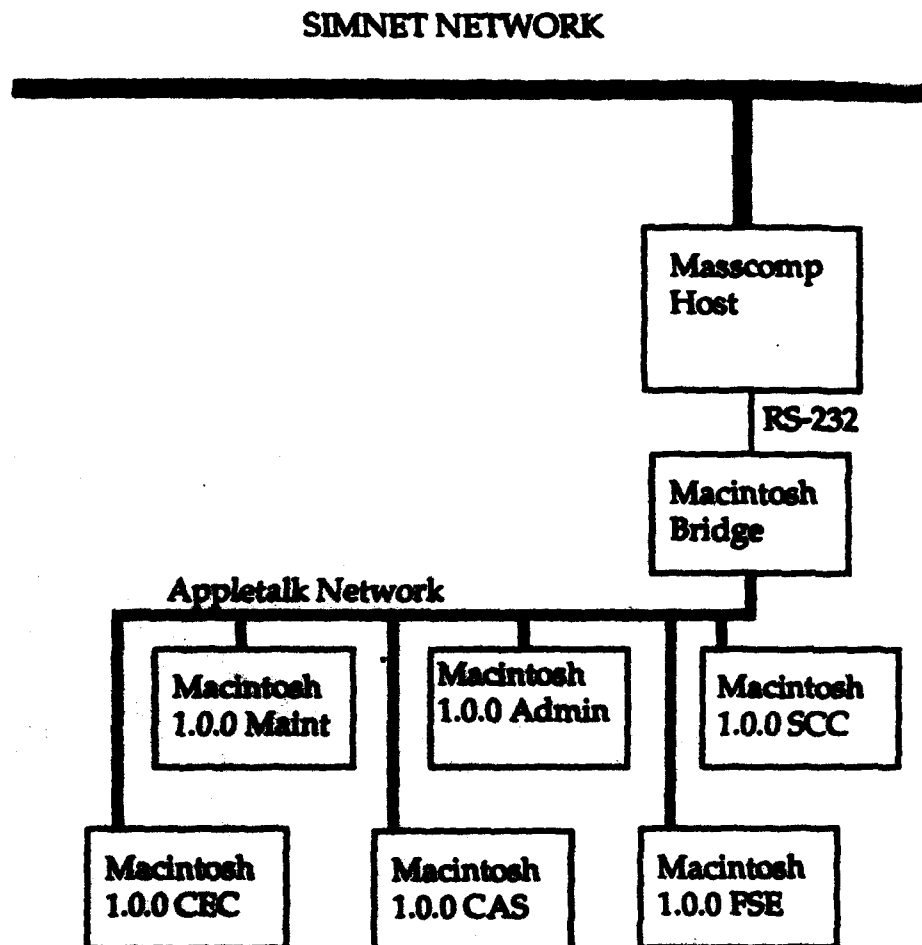 SIMNET NETWORK
Masscomp
Host
RS-232
Macintosh
Bridge
Appletalk Network
Macintosh
1.0.0 Maint
Macintosh
1.0.0 Admin
Macintosh
1.0.0 SCC
Macintosh
1.0.0 CEC
Macintosh
1.0.0 CAS
Macintosh
1.0.0 FSE